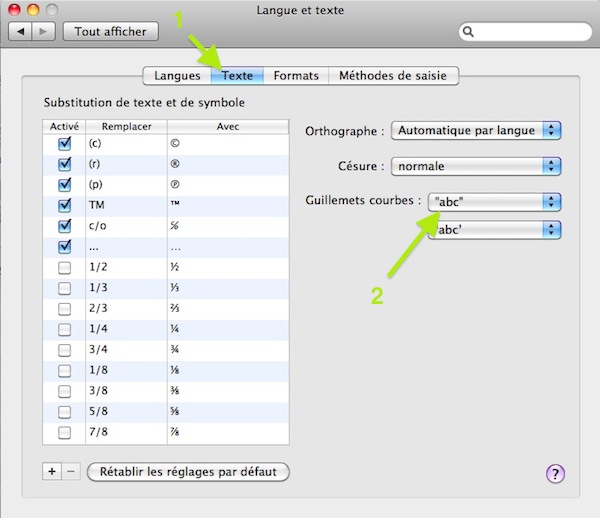 Langue et texte
Tout afficher
1
Langues Texte Formats Méthodes de saisie
Substitution de texte et de symbole
Activé Remplacer Avec
(c) ©
(r) ®
(p) ℗
TM ™
c/o ℅
... …
1/2 ½
1/3 ⅓
2/3 ⅔
1/4 ¼
3/4 ¾
1/8 ⅛
3/8 ⅜
5/8 ⅝
7/8 ⅞
+ − Rétablir les réglages par défaut
Orthographe : Automatique par langue
Césure : normale
Guillemets courbes : "abc"
‘abc’
2
?